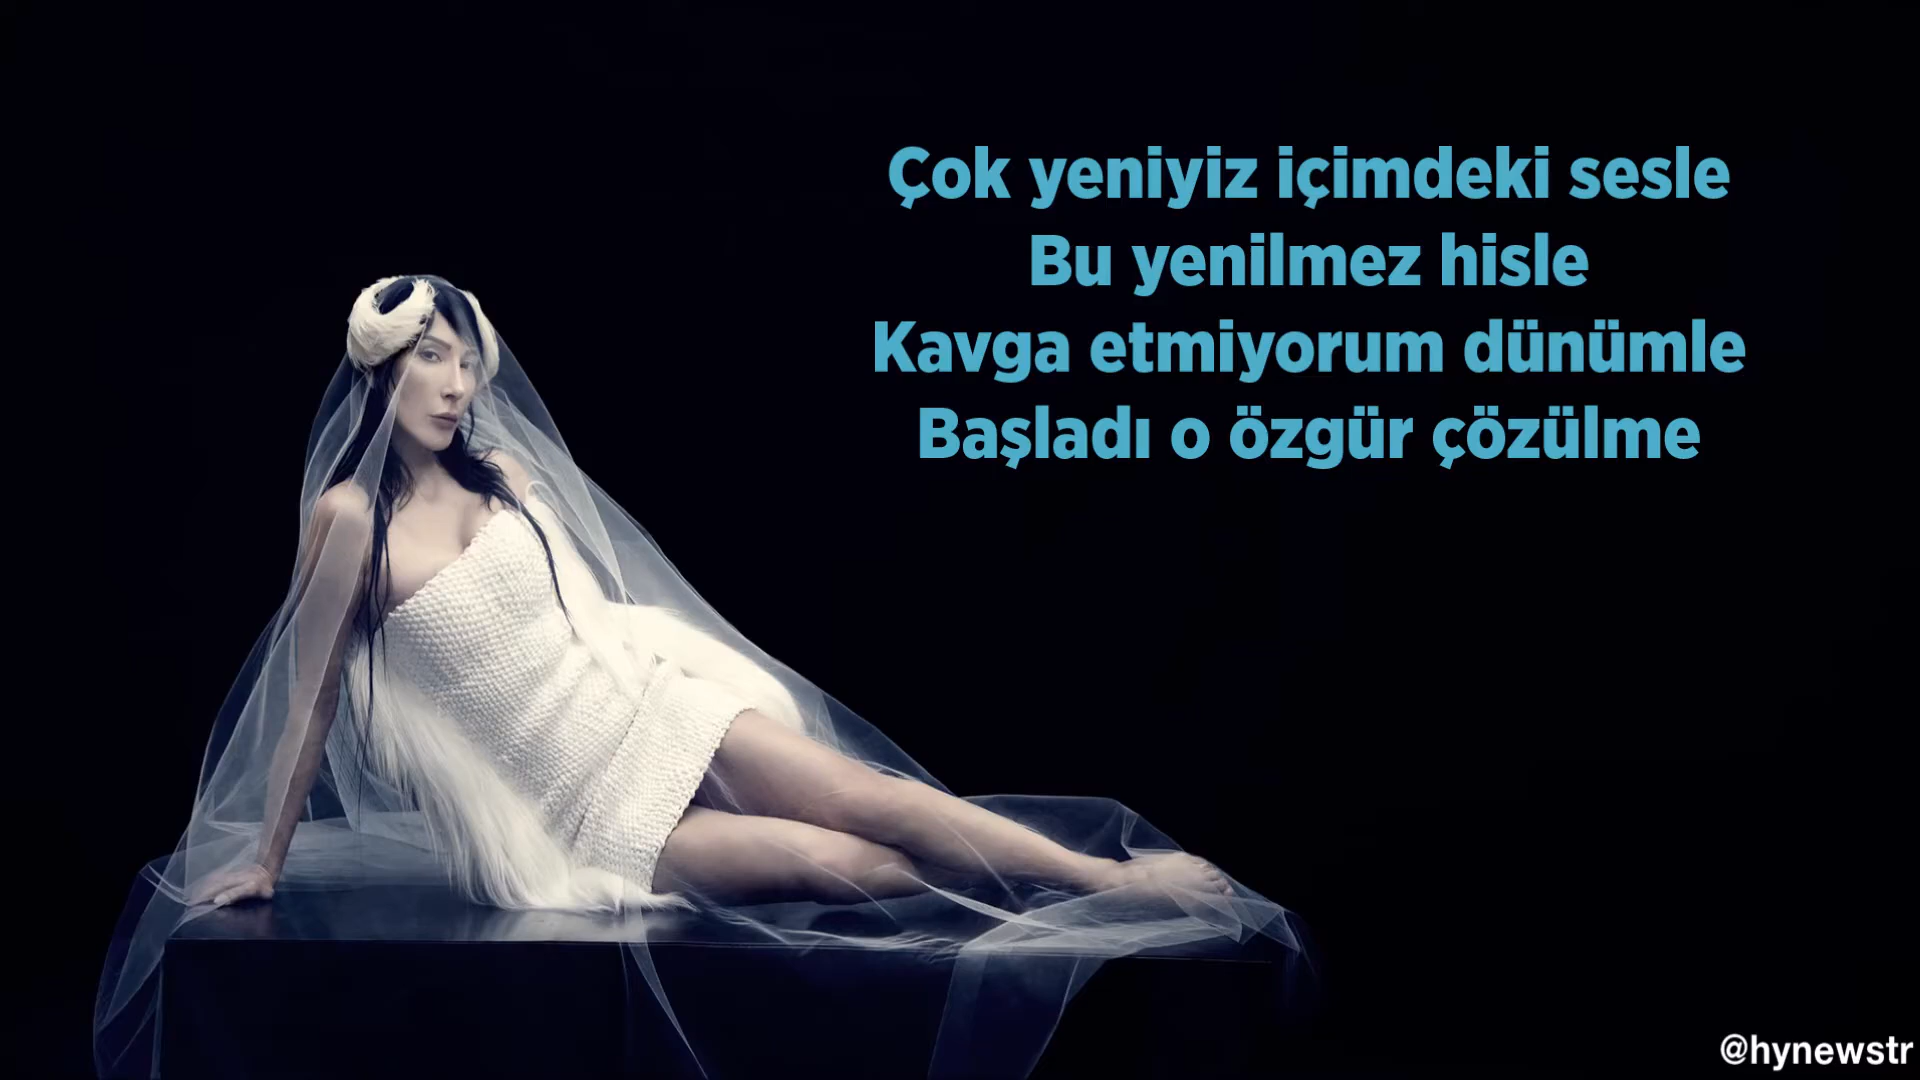 Çok yeniyiz içimdeki sesle
Bu yenilmez hisle
Kavga etmiyorum dünümle
Başladı o özgür çözülme
@hynewstr